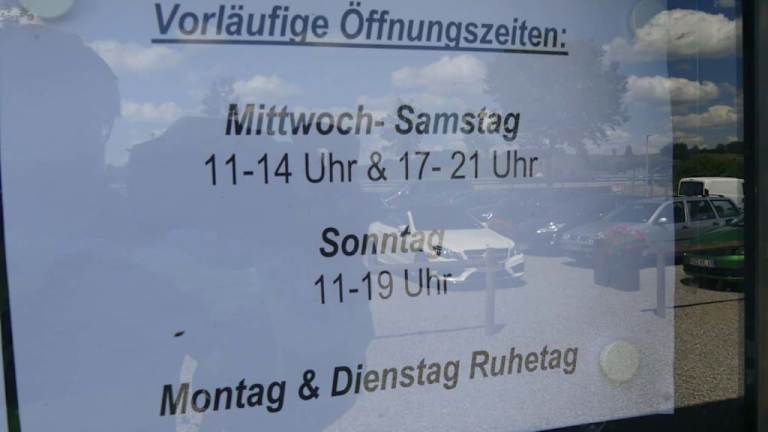 Vorläufige Öffnungszeiten:
Mittwoch- Samstag
11-14 Uhr & 17- 21 Uhr
Sonntag
11-19 Uhr
Montag & Dienstag Ruhetag